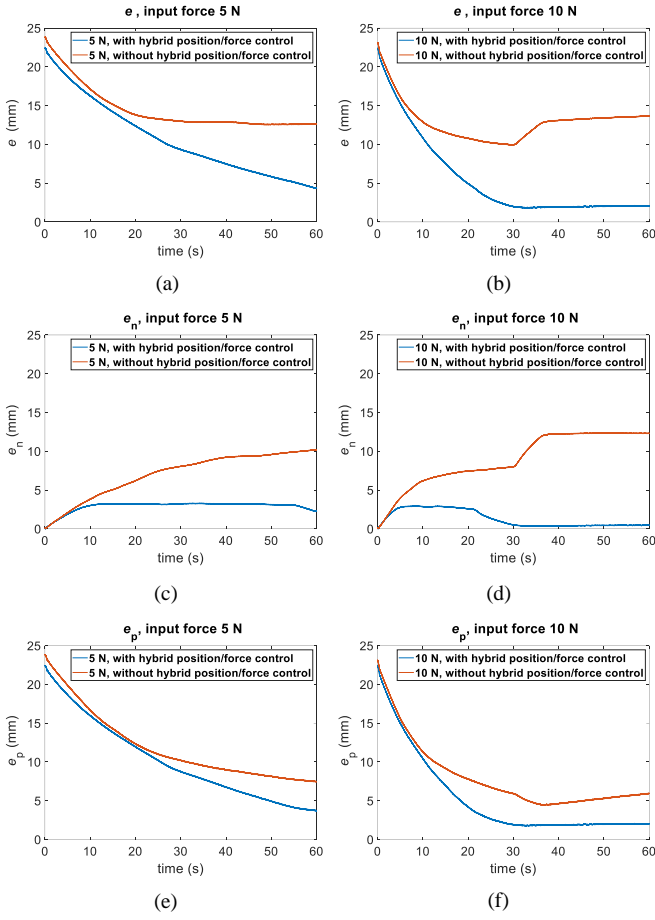 e , input force 5 N
5 N, with hybrid position/force control
5 N, without hybrid position/force control
25
20
15
10
5
0
e (mm)
0 10 20 30 40 50 60
time (s)
(a)
e, input force 10 N
10 N, with hybrid position/force control
10 N, without hybrid position/force control
25
20
15
10
5
0
e (mm)
0 10 20 30 40 50 60
time (s)
(b)
en, input force 5 N
5 N, with hybrid position/force control
5 N, without hybrid position/force control
25
20
15
10
5
0
en (mm)
0 10 20 30 40 50 60
time (s)
(c)
en, input force 10 N
10 N, with hybrid position/force control
10 N, without hybrid position/force control
25
20
15
10
5
0
en (mm)
0 10 20 30 40 50 60
time (s)
(d)
ep, input force 5 N
5 N, with hybrid position/force control
5 N, without hybrid position/force control
25
20
15
10
5
0
ep (mm)
0 10 20 30 40 50 60
time (s)
(e)
ep, input force 10 N
10 N, with hybrid position/force control
10 N, without hybrid position/force control
25
20
15
10
5
0
ep (mm)
0 10 20 30 40 50 60
time (s)
(f)